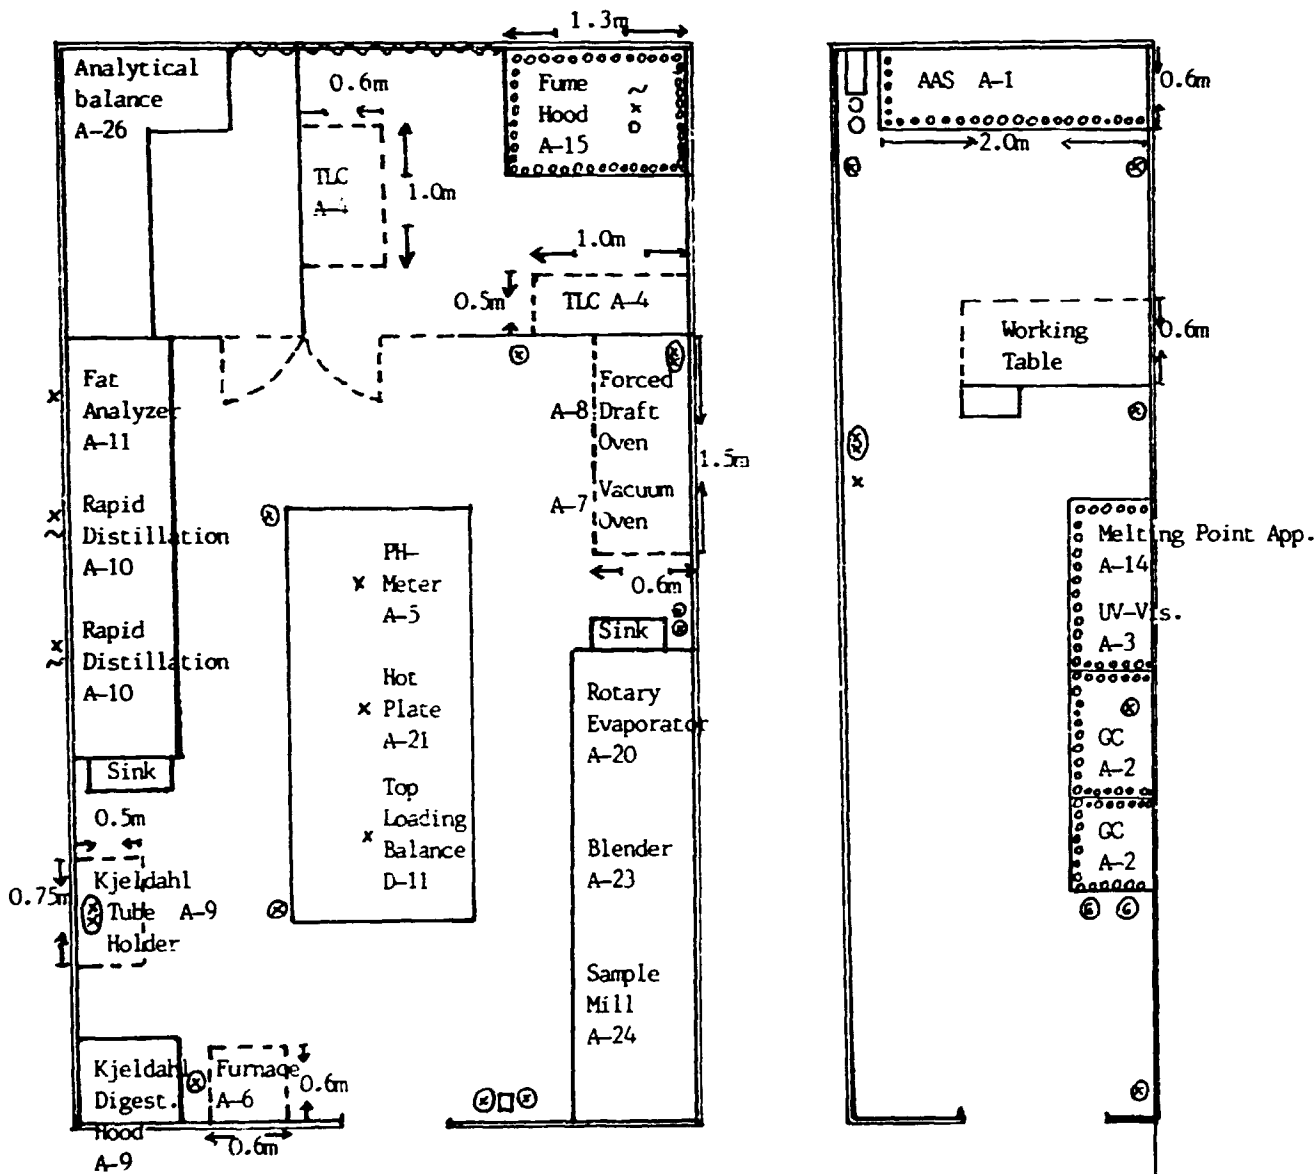 1.3m
Analytical
balance
A-26
0.6m
Fume
Hood
A-15
TLC
A-4
1.0m
1.0m
0.5m
TLC A-4
Fat
Analyzer
A-11
A-8
Forced
Draft
Oven
1.5m
A-7
Vacuum
Oven
0.6m
Rapid
Distillation
A-10
Rapid
Distillation
A-10
PH-
Meter
A-5
Hot
Plate
A-21
Top
Loading
Balance
D-11
Sink
Rotary
Evaporator
A-20
Blender
A-23
Sample
Mill
A-24
Sink
0.5m
0.75m
Kjeldahl
Tube A-9
Holder
Kjeldahl
Digest.
Hood
A-9
Furnace
A-6
0.6m
0.6m
AAS A-1
0.6m
2.0m
Working
Table
0.6m
Melting Point App.
A-14
UV-Vis.
A-3
GC
A-2
GC
A-2